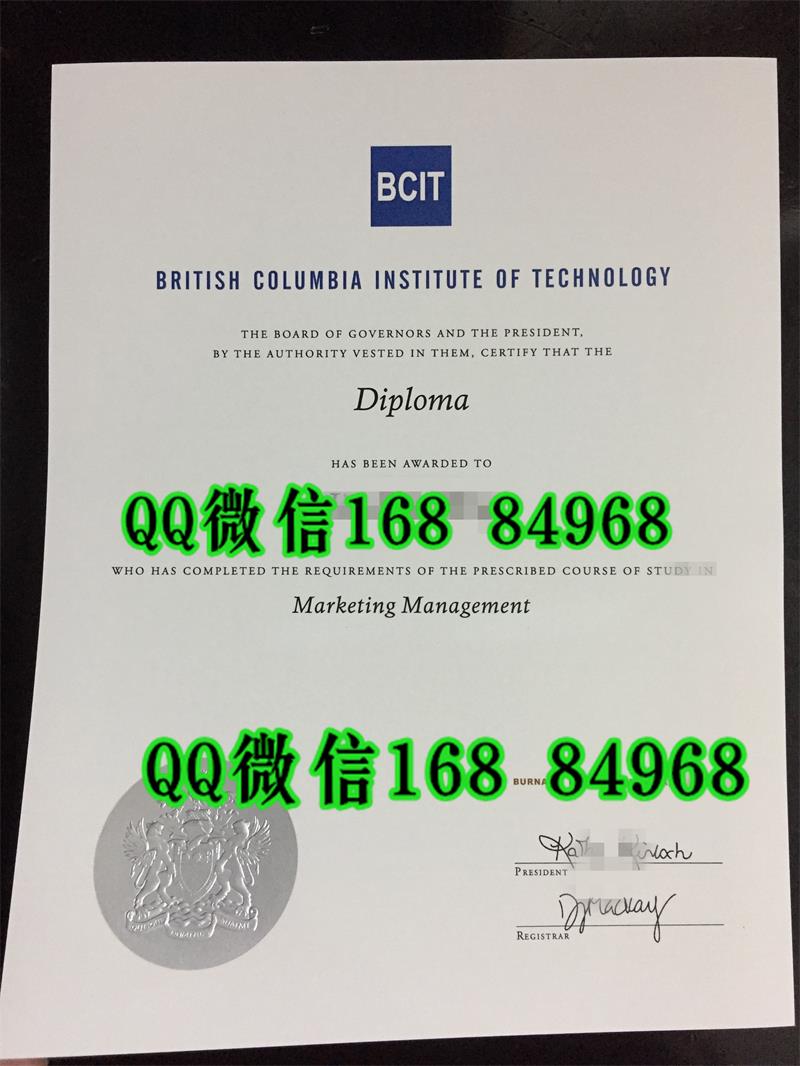 BCIT
BRITISH COLUMBIA INSTITUTE OF TECHNOLOGY
THE BOARD OF GOVERNORS AND THE PRESIDENT,
BY THE AUTHORITY VESTED IN THEM, CERTIFY THAT THE
Diploma
HAS BEEN AWARDED TO
QQ微信168 84968
WHO HAS COMPLETED THE REQUIREMENTS OF THE PRESCRIBED COURSE OF STUDY IN
Marketing Management
QQ微信168 84968
PRESIDENT
DJMackay
REGISTRAR